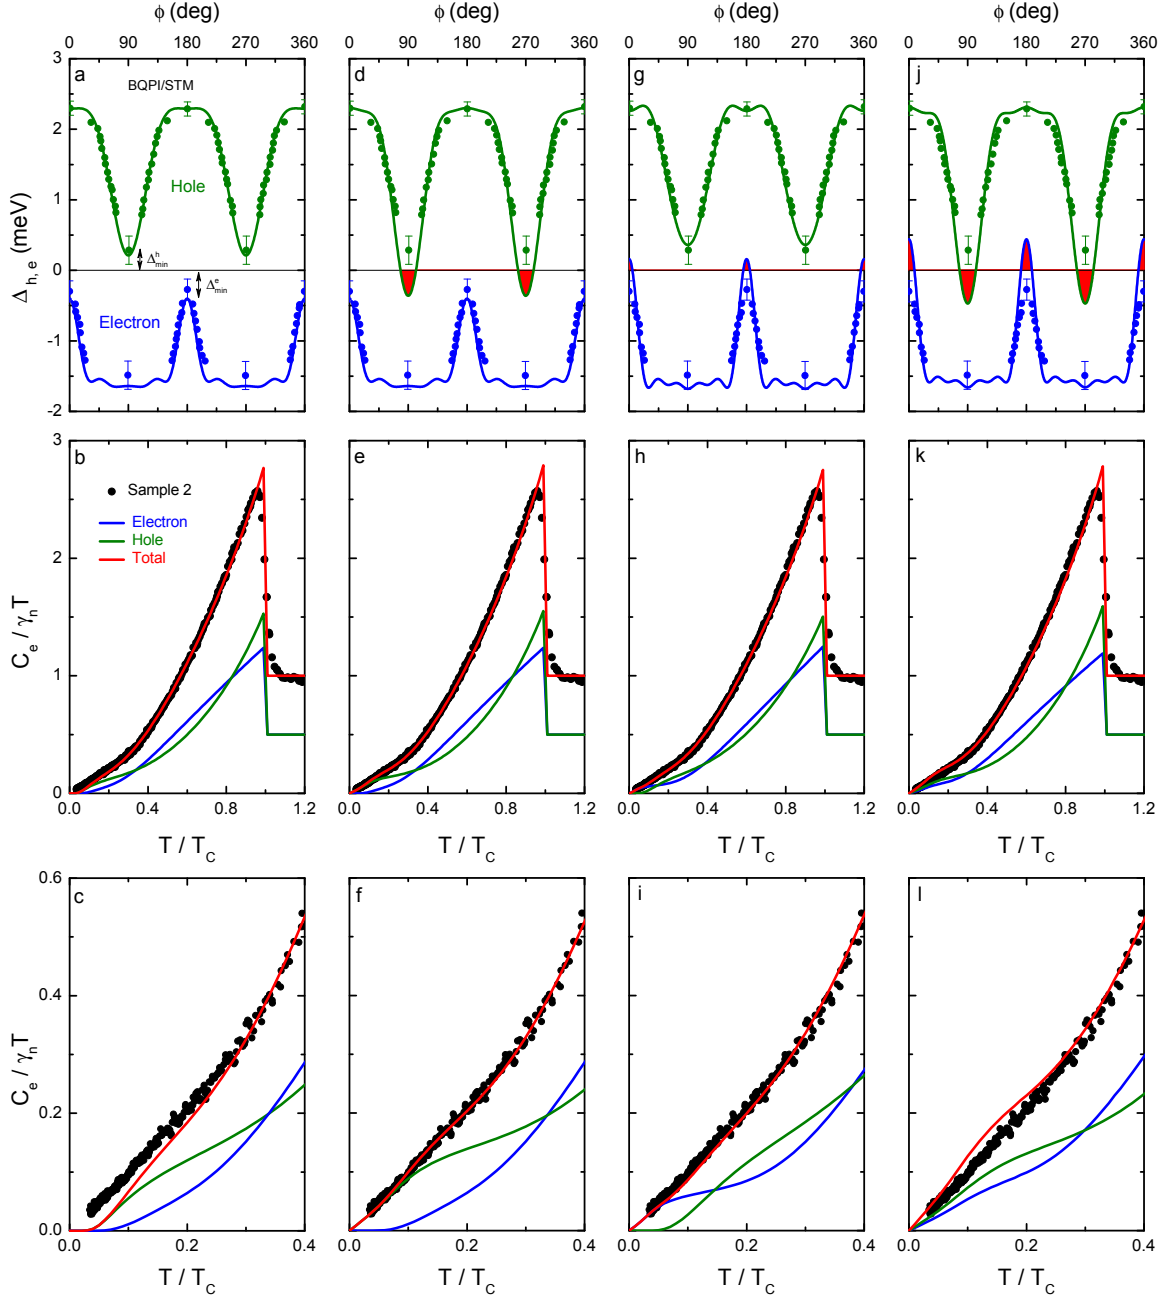 ϕ (deg) ϕ (deg) ϕ (deg) ϕ (deg)
0 90 180 270 360 0 90 180 270 360 0 90 180 270 360 0 90 180 270 360
3 a BQPI/STM d g j
2
Hole
1
Δh, e (meV)
Δhmin
0
Δemin
Electron
-1
-2
3 b e h k
Sample 2
Electron
Hole
Total
2
Ce / γnT
1
0
0.0 0.4 0.8 1.2 0.0 0.4 0.8 1.2 0.0 0.4 0.8 1.2 0.0 0.4 0.8 1.2
T / TC T / TC T / TC T / TC
0.6 c f i l
0.4
Ce / γnT
0.2
0.0
0.0 0.2 0.4 0.0 0.2 0.4 0.0 0.2 0.4 0.0 0.2 0.4
T / TC T / TC T / TC T / TC